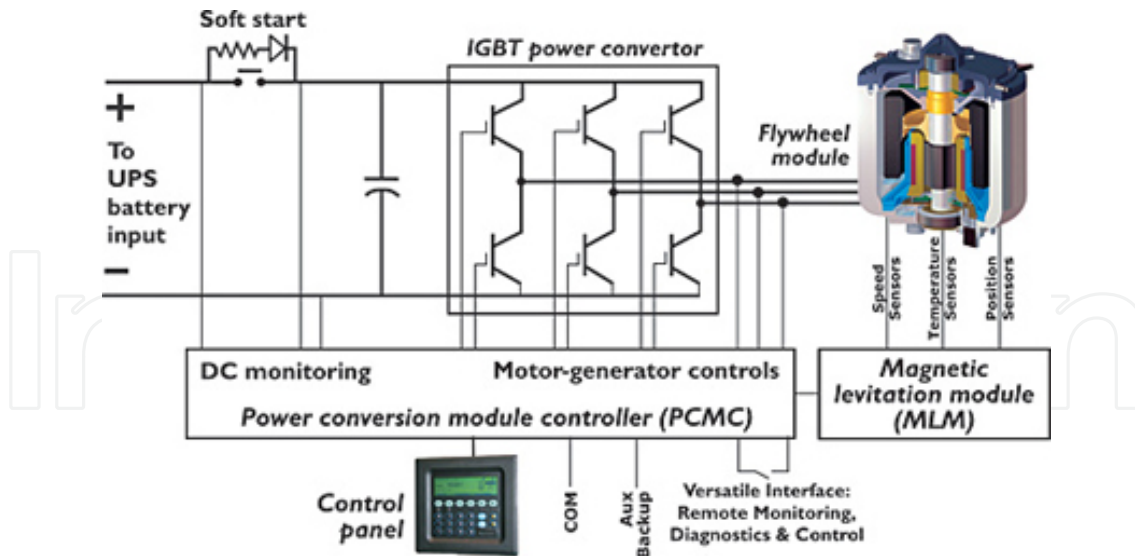 Soft start
IGBT power convertor
+
To
UPS
battery
input
−
Flywheel
module
Speed
Sensors
Temperature
Sensors
Position
Sensors
DC monitoring
Motor-generator controls
Power conversion module controller (PCMC)
Magnetic
levitation module
(MLM)
Control
panel
COM
Aux
Backup
Versatile Interface:
Remote Monitoring,
Diagnostics & Control